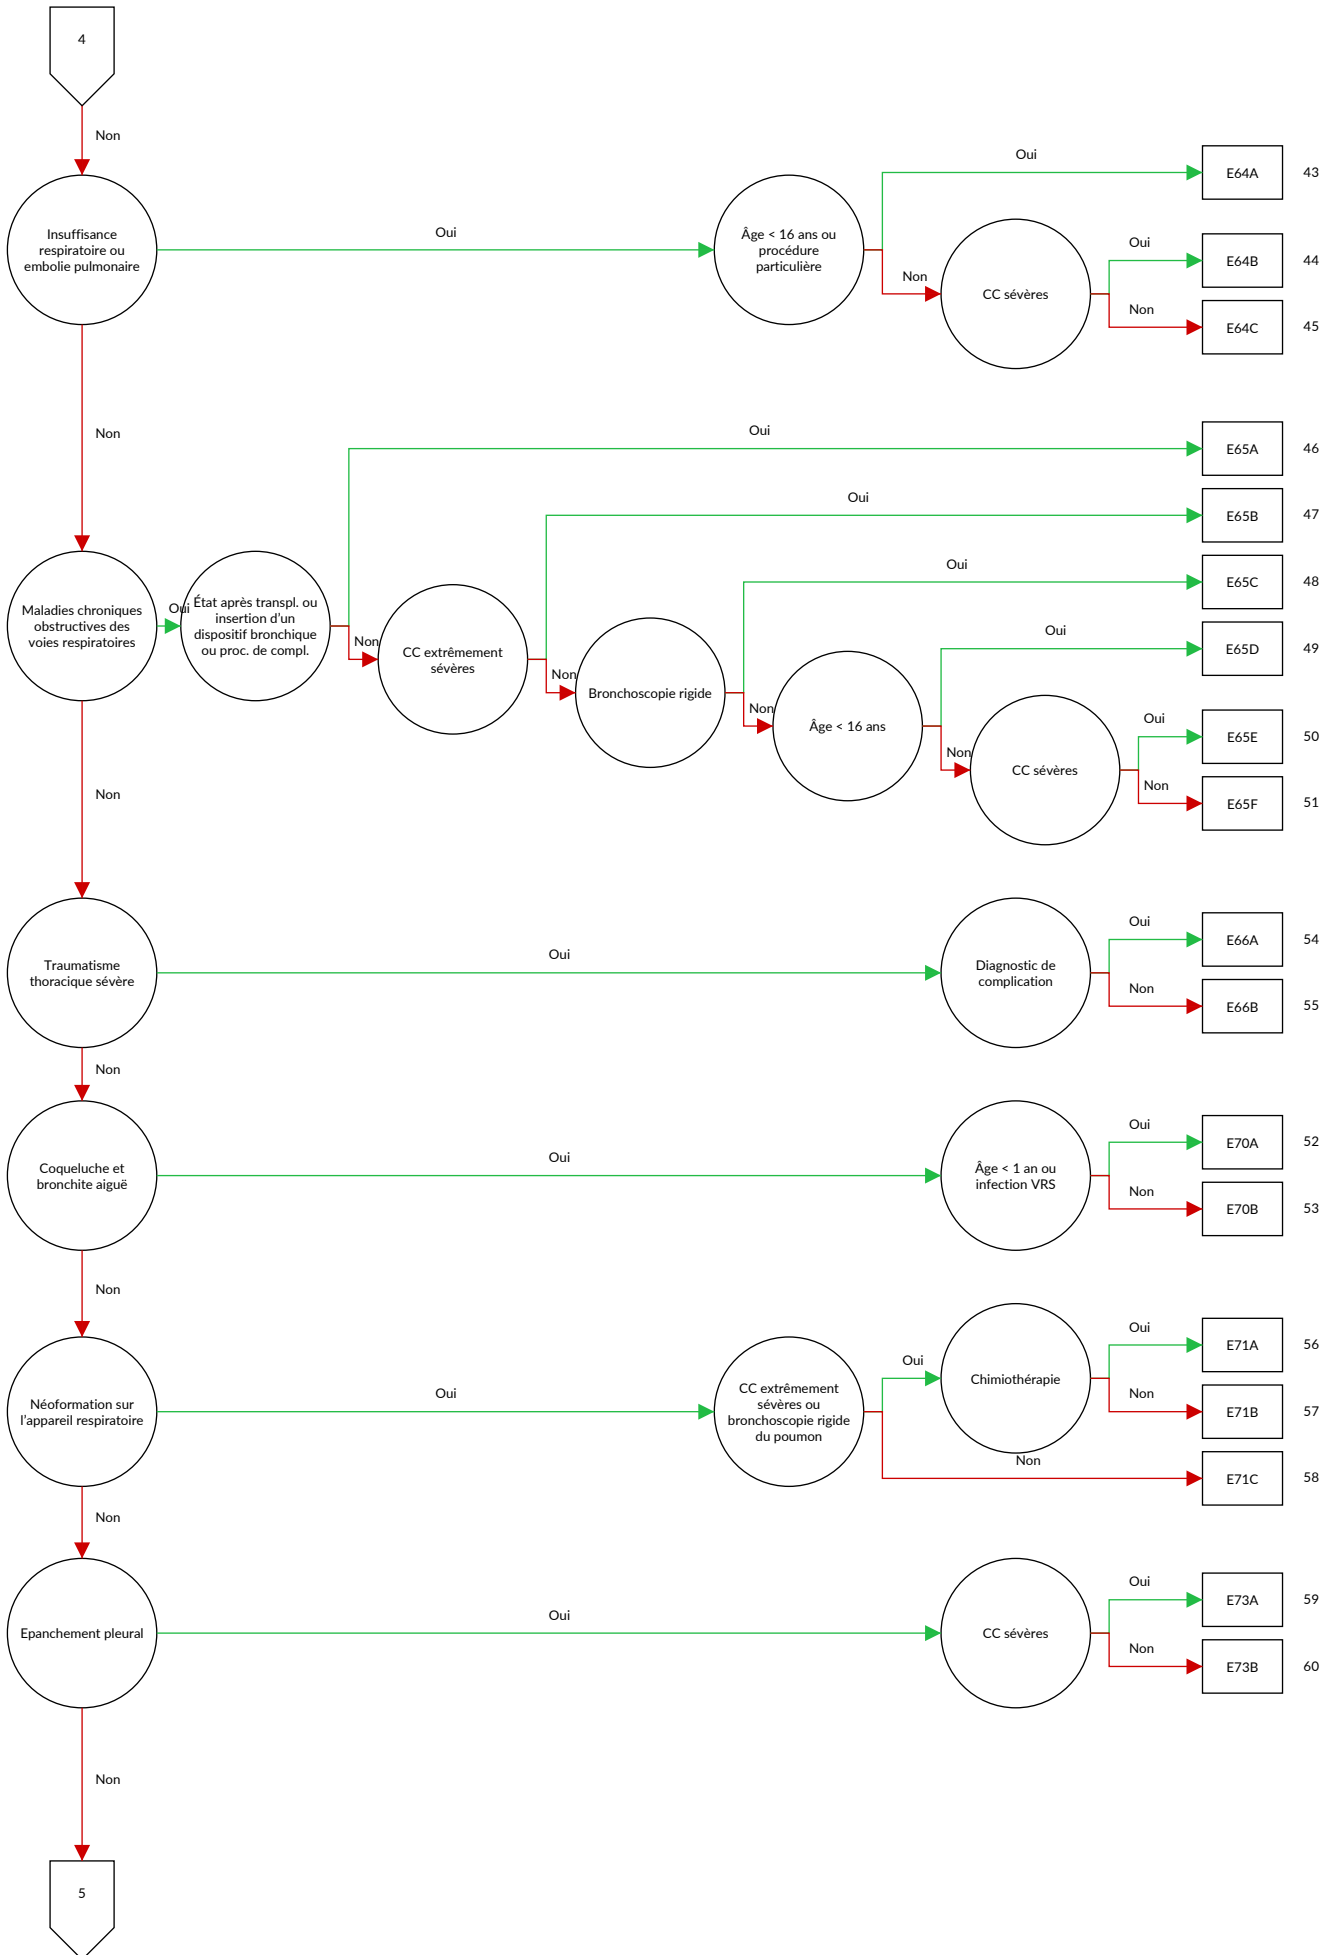 4
Non
Insuffisance
respiratoire ou
embolie pulmonaire
Oui
Âge < 16 ans ou
procédure
particulière
Oui
E64A
43
Non
CC sévères
Oui
E64B
44
Non
E64C
45
Non
Maladies chroniques
obstructives des
voies respiratoires
Oui
État après transpl. ou
insertion d'un
dispositif bronchique
ou proc. de compl.
Oui
E65A
46
Non
CC extrêmement
sévères
Oui
E65B
47
Non
Bronchoscopie rigide
Oui
E65C
48
Non
Âge < 16 ans
Oui
E65D
49
Non
CC sévères
Oui
E65E
50
Non
E65F
51
Non
Traumatisme
thoracique sévère
Oui
Diagnostic de
complication
Oui
E66A
54
Non
E66B
55
Non
Coqueluche et
bronchite aiguë
Oui
Âge < 1 an ou
infection VRS
Oui
E70A
52
Non
E70B
53
Non
Néoformation sur
l'appareil respiratoire
Oui
CC extrêmement
sévères ou
bronchoscopie rigide
du poumon
Oui
Chimiothérapie
Oui
E71A
56
Non
E71B
57
Non
E71C
58
Non
Epanchement pleural
Oui
CC sévères
Oui
E73A
59
Non
E73B
60
Non
5